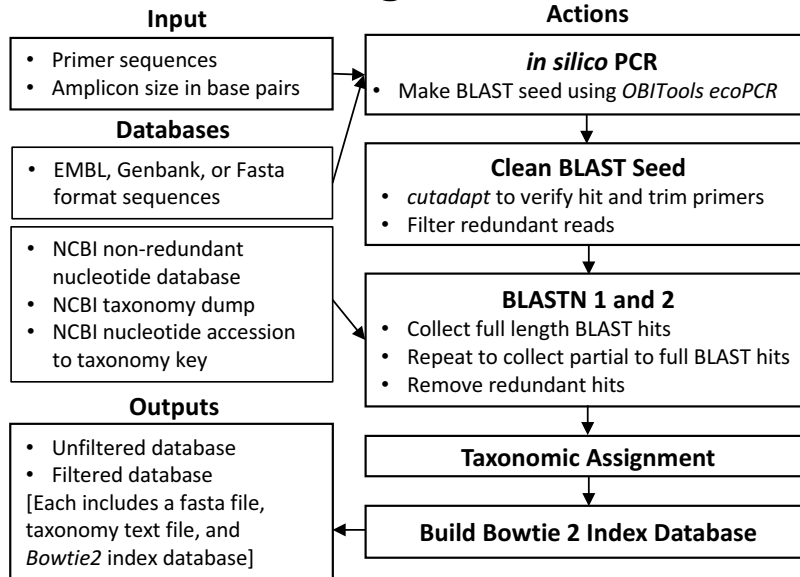 Input
• Primer sequences
• Amplicon size in base pairs
Databases
• EMBL, Genbank, or Fasta
format sequences
• NCBI non-redundant
nucleotide database
• NCBI taxonomy dump
• NCBI nucleotide accession
to taxonomy key
Outputs
• Unfiltered database
• Filtered database
[Each includes a fasta file,
taxonomy text file, and
Bowtie2 index database]
Actions
in silico PCR
• Make BLAST seed using OBITools ecoPCR
Clean BLAST Seed
• cutadapt to verify hit and trim primers
• Filter redundant reads
BLASTN 1 and 2
• Collect full length BLAST hits
• Repeat to collect partial to full BLAST hits
• Remove redundant hits
Taxonomic Assignment
Build Bowtie 2 Index Database